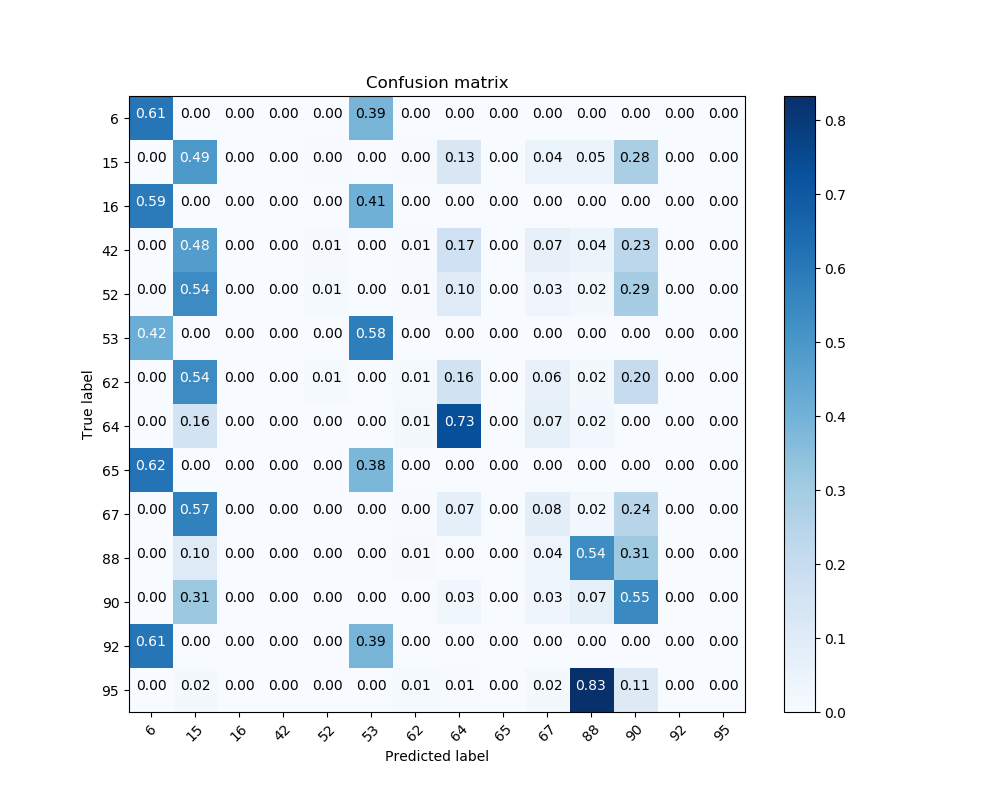 Confusion matrix
6 0.61 0.00 0.00 0.00 0.00 0.39 0.00 0.00 0.00 0.00 0.00 0.00 0.00 0.00
15 0.00 0.49 0.00 0.00 0.00 0.00 0.00 0.13 0.00 0.04 0.05 0.28 0.00 0.00
16 0.59 0.00 0.00 0.00 0.00 0.41 0.00 0.00 0.00 0.00 0.00 0.00 0.00 0.00
42 0.00 0.48 0.00 0.00 0.01 0.00 0.01 0.17 0.00 0.07 0.04 0.23 0.00 0.00
52 0.00 0.54 0.00 0.00 0.01 0.00 0.01 0.10 0.00 0.03 0.02 0.29 0.00 0.00
53 0.42 0.00 0.00 0.00 0.00 0.58 0.00 0.00 0.00 0.00 0.00 0.00 0.00 0.00
62 0.00 0.54 0.00 0.00 0.01 0.00 0.01 0.16 0.00 0.06 0.02 0.20 0.00 0.00
64 0.00 0.16 0.00 0.00 0.00 0.00 0.01 0.73 0.00 0.07 0.02 0.00 0.00 0.00
65 0.62 0.00 0.00 0.00 0.00 0.38 0.00 0.00 0.00 0.00 0.00 0.00 0.00 0.00
67 0.00 0.57 0.00 0.00 0.00 0.00 0.00 0.07 0.00 0.08 0.02 0.24 0.00 0.00
88 0.00 0.10 0.00 0.00 0.00 0.00 0.01 0.00 0.00 0.04 0.54 0.31 0.00 0.00
90 0.00 0.31 0.00 0.00 0.00 0.00 0.00 0.03 0.00 0.03 0.07 0.55 0.00 0.00
92 0.61 0.00 0.00 0.00 0.00 0.39 0.00 0.00 0.00 0.00 0.00 0.00 0.00 0.00
95 0.00 0.02 0.00 0.00 0.00 0.00 0.01 0.01 0.00 0.02 0.83 0.11 0.00 0.00
6 15 16 42 52 53 62 64 65 67 88 90 92 95
Predicted label
True label
0.8
0.7
0.6
0.5
0.4
0.3
0.2
0.1
0.0